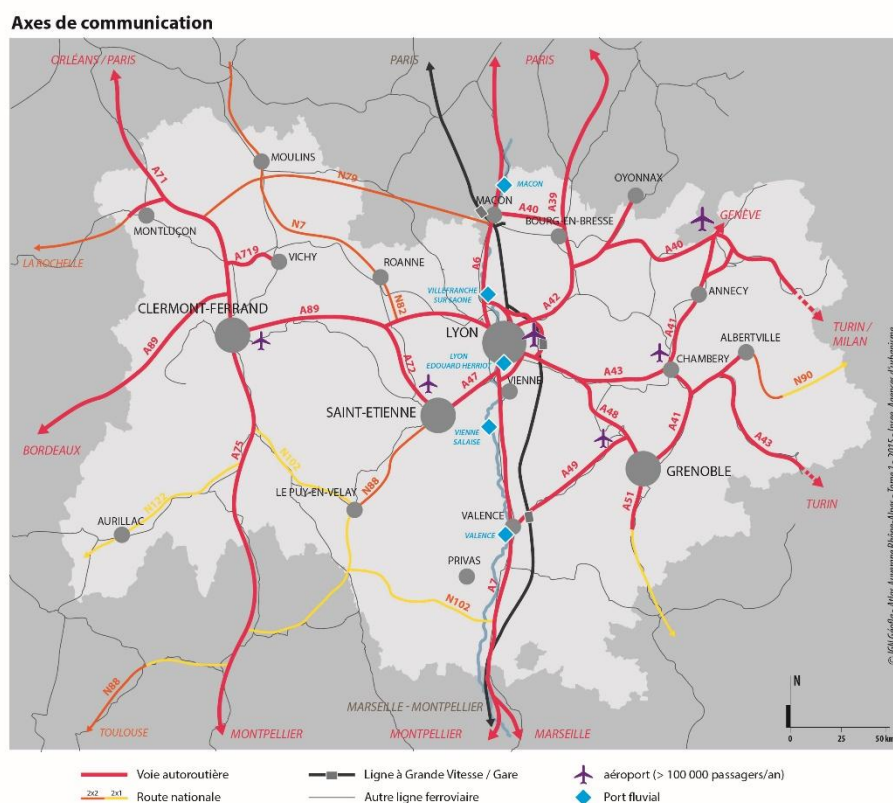 Axes de communication
ORLÉANS / PARIS
PARIS
PARIS
MOULINS
A71
N79
MACON
OYONNAX
MACON
A40
A39
BOURG-EN-BRESSE
GENÈVE
MONTLUÇON
N7
A40
LA ROCHELLE
A719
VICHY
ROANNE
A6
VILLEFRANCHE
SUR SAONE
A42
ANNECY
CLERMONT-FERRAND
A89
N82
LYON
A41
ALBERTVILLE
TURIN /
MILAN
A89
LYON
EDOUARD HERRIOT
CHAMBERY
A72
A47
VIENNE
A43
N90
SAINT-ETIENNE
A48
A41
BORDEAUX
A75
VIENNE
SALAISE
A43
N102
A49
GRENOBLE
LE PUY-EN-VELAY
N88
A51
TURIN
N122
AURILLAC
VALENCE
VALENCE
PRIVAS
A7
N102
N88
TOULOUSE
MONTPELLIER
MARSEILLE - MONTPELLIER
MONTPELLIER
MARSEILLE
N
0 25 50 km
Voie autoroutière
Ligne à Grande Vitesse / Gare
aéroport (> 100 000 passagers/an)
2x2 2x1
Route nationale
Autre ligne ferroviaire
Port fluvial